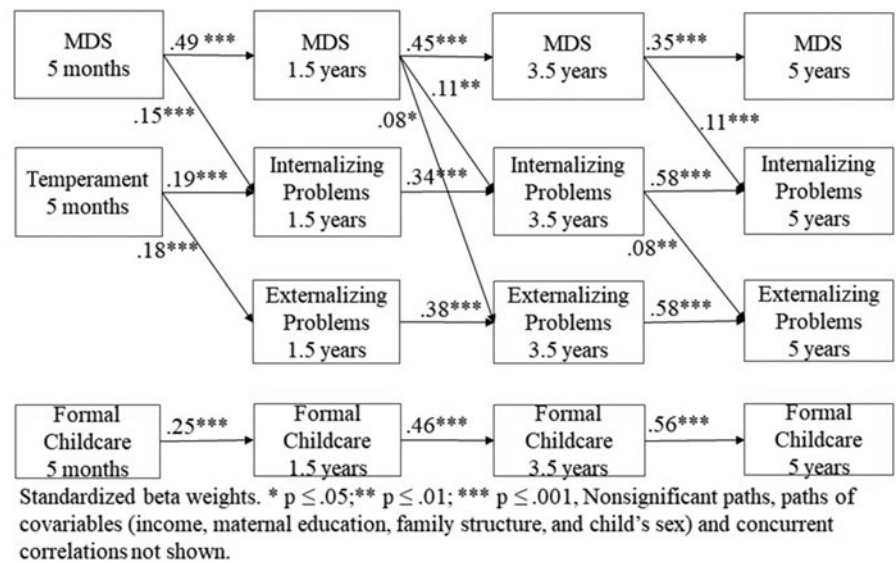 MDS
5 months
.49 ***
MDS
1.5 years
.45***
MDS
3.5 years
.35***
MDS
5 years
.15***
.11**
.08*
.11***
Temperament
5 months
.19***
Internalizing
Problems
1.5 years
.34***
Internalizing
Problems
3.5 years
.58***
Internalizing
Problems
5 years
.18***
.08**
Externalizing
Problems
1.5 years
.38***
Externalizing
Problems
3.5 years
.58***
Externalizing
Problems
5 years
Formal
Childcare
5 months
.25***
Formal
Childcare
1.5 years
.46***
Formal
Childcare
3.5 years
.56***
Formal
Childcare
5 years
Standardized beta weights. * p ≤ .05;** p ≤ .01; *** p ≤ .001, Nonsignificant paths, paths of
covariables (income, maternal education, family structure, and child's sex) and concurrent
correlations not shown.